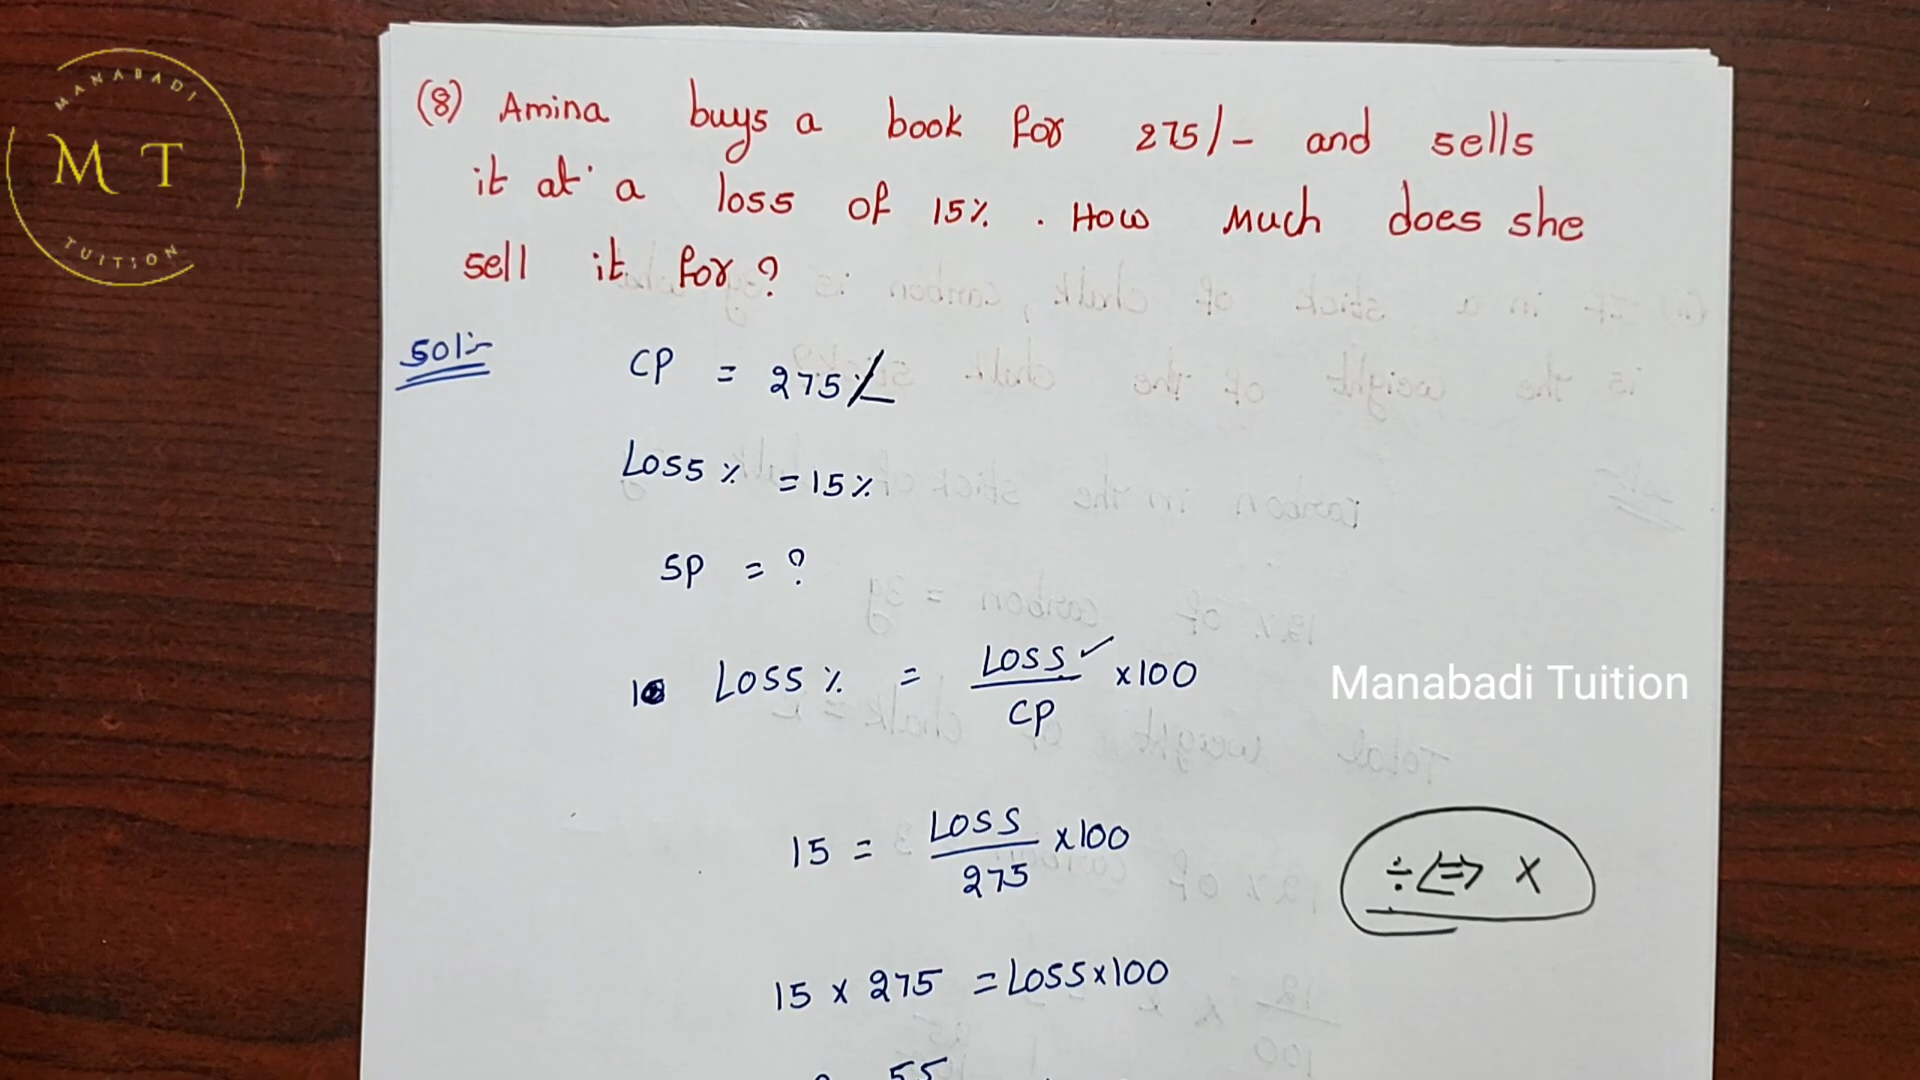 MANABADI
MT
TUITION
(8) Amina buys a book for 275/- and sells
it at a loss of 15%. How Much does she
sell it for?
Sol:-
CP = 275/-
Loss % = 15%
SP = ?
Loss % = Loss/CP ×100
Manabadi Tuition
15 = Loss/275 ×100
÷ <=> ×
15 × 275 = Loss×100
55